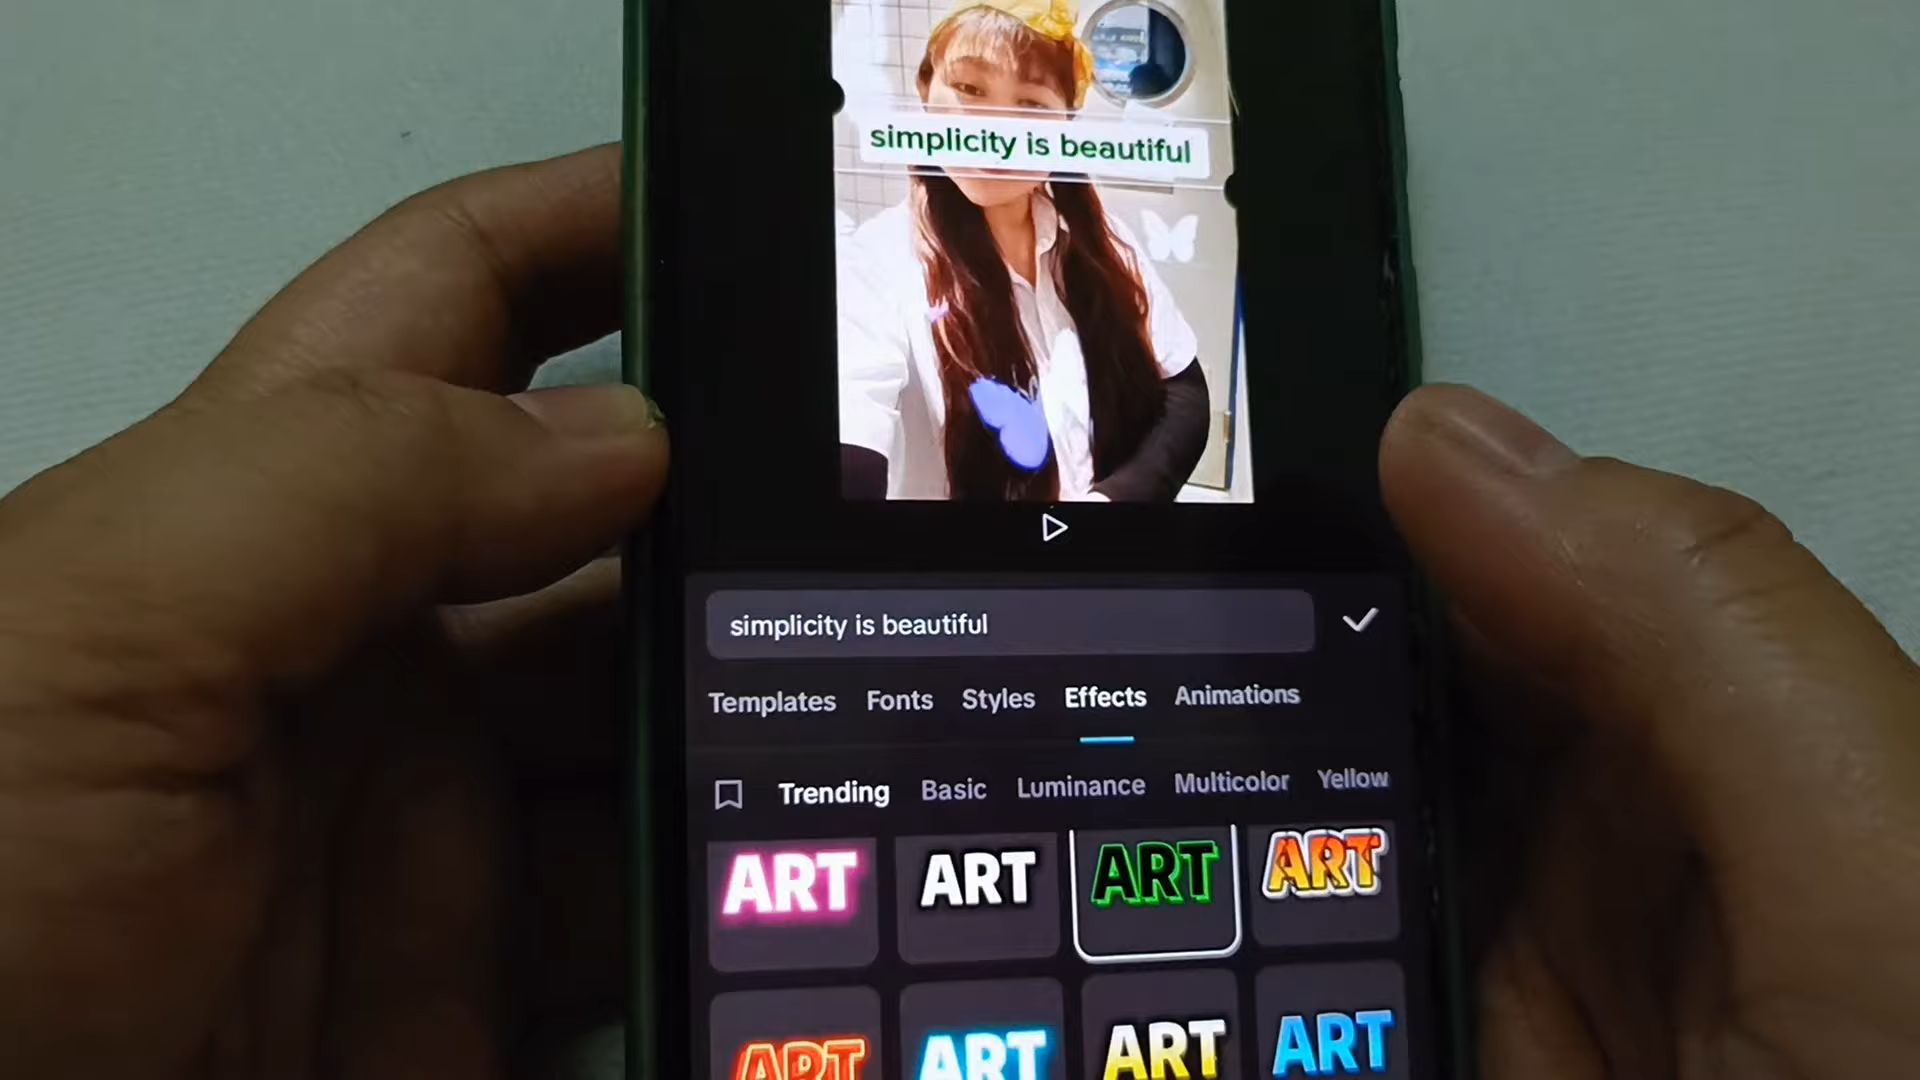 simplicity is beautiful
simplicity is beautiful
Templates Fonts Styles Effects Animations
Trending Basic Luminance Multicolor Yellow
ART ART ART ART
ART ART ART ART